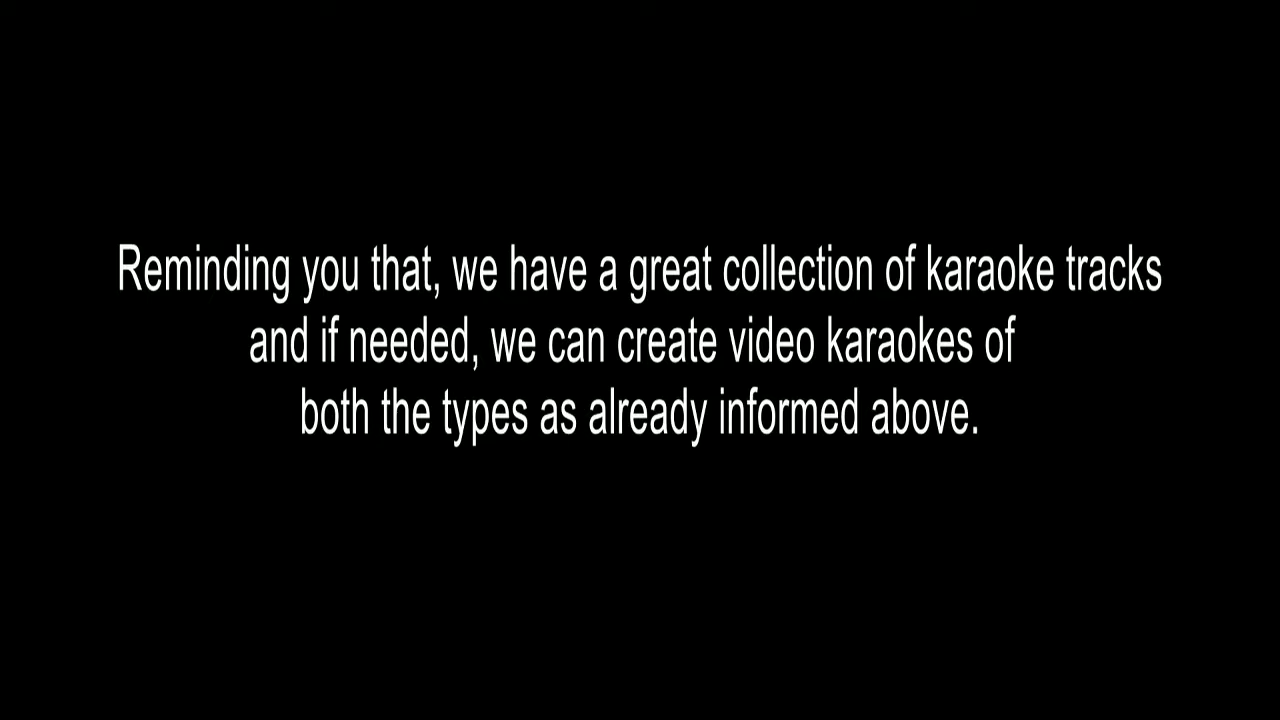 Reminding you that, we have a great collection of karaoke tracks
and if needed, we can create video karaokes of
both the types as already informed above.